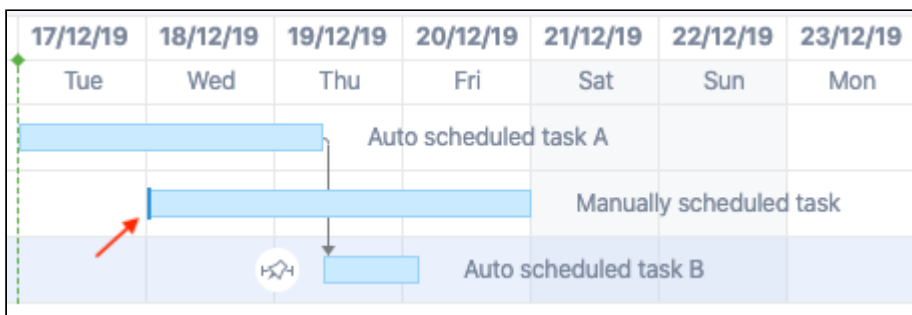 17/12/19 18/12/19 19/12/19 20/12/19 21/12/19 22/12/19 23/12/19
Tue Wed Thu Fri Sat Sun Mon
Auto scheduled task A
Manually scheduled task
Auto scheduled task B